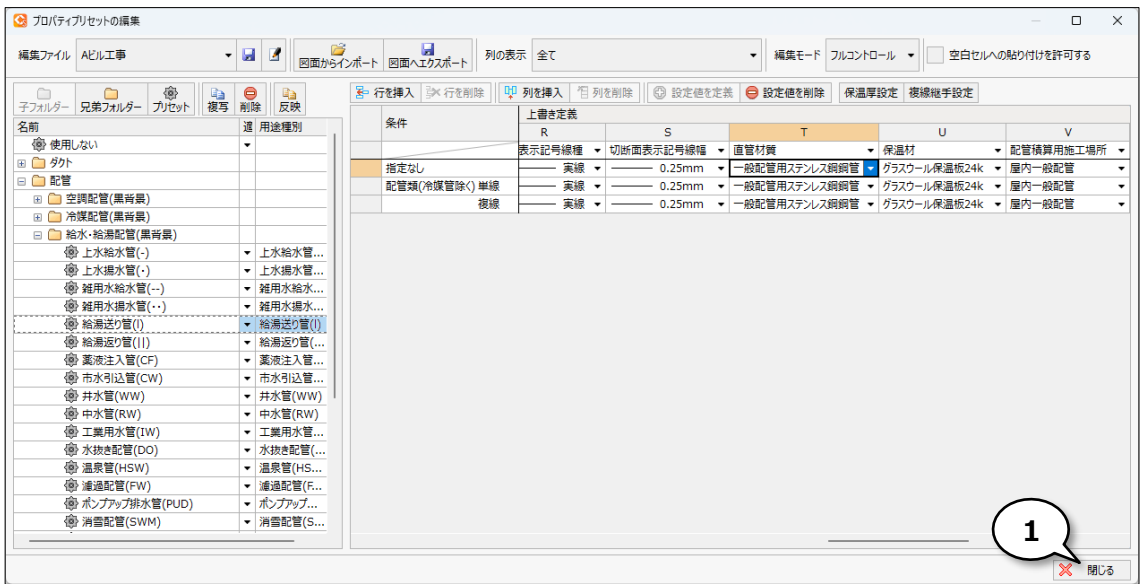 プロパティプリセットの編集
編集ファイル Aビル工事 図面からインポート 図面へエクスポート 列の表示 全て 編集モード フルコントロール 空白セルへの貼り付けを許可する
子フォルダー 兄弟フォルダー プリセット 複写 削除 反映
行を挿入 行を削除 列を挿入 列を削除 設定値を定義 設定値を削除 保温厚設定 複線継手設定
名前 適 用途種別
使用しない
ダクト
配管
空調配管(黒背景)
冷媒配管(黒背景)
給水・給湯配管(黒背景)
上水給水管(-) 上水給水管...
上水揚水管(・) 上水揚水管...
雑用水給水管(--) 雑用水給水...
雑用水揚水管(・・) 雑用水揚水...
給湯送り管(I) 給湯送り管(I)
給湯返り管(||) 給湯返り管(...
薬液注入管(CF) 薬液注入管...
市水引込管(CW) 市水引込管...
井水管(WW) 井水管(WW)
中水管(RW) 中水管(RW)
工業用水管(IW) 工業用水管...
水抜き配管(DO) 水抜き配管(...
温泉管(HSW) 温泉管(HS...
濾過配管(FW) 濾過配管(F...
ポンプアップ排水管(PUD) ポンプアップ...
消雪配管(SWM) 消雪配管(S...
条件 上書き定義
R S T U V
表示記号線種 切断面表示記号線幅 直管材質 保温材 配管積算用施工場所
指定なし 実線 0.25mm 一般配管用ステンレス鋼鋼管 グラスウール保温板24k 屋内一般配管
配管類(冷媒管除く) 単線 実線 0.25mm 一般配管用ステンレス鋼鋼管 グラスウール保温板24k 屋内一般配管
複線 実線 0.25mm 一般配管用ステンレス鋼鋼管 グラスウール保温板24k 屋内一般配管
1
閉じる